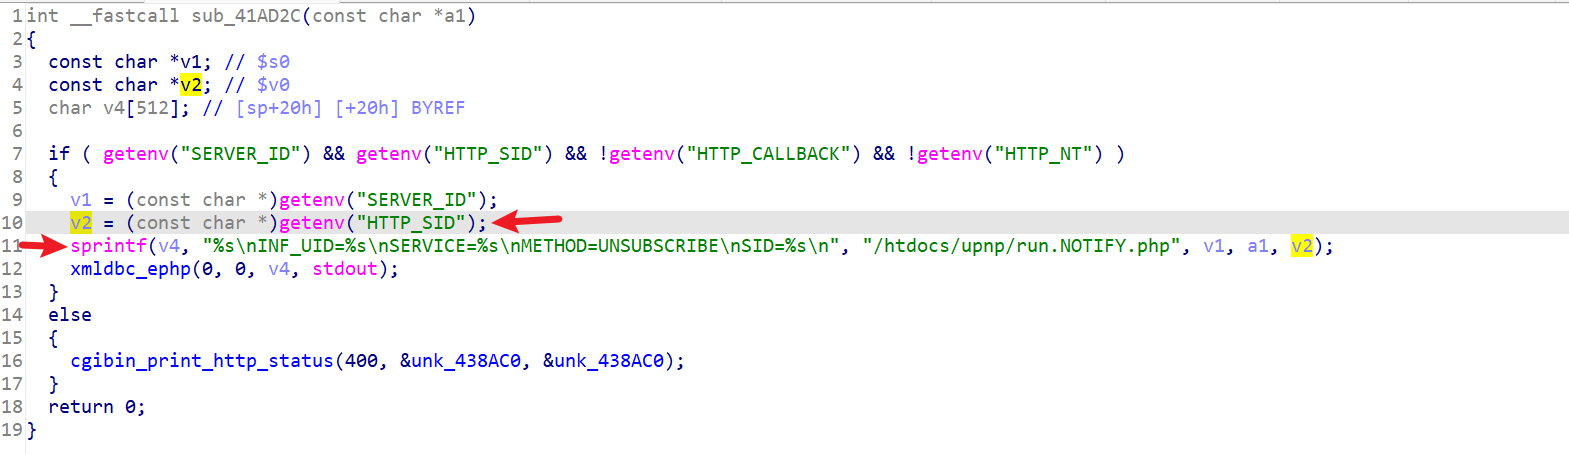 1 int __fastcall sub_41AD2C(const char *a1)
2 {
3   const char *v1; // $s0
4   const char *v2; // $v0
5   char v4[512]; // [sp+20h] [+20h] BYREF
6
7   if ( getenv("SERVER_ID") && getenv("HTTP_SID") && !getenv("HTTP_CALLBACK") && !getenv("HTTP_NT") )
8   {
9     v1 = (const char *)getenv("SERVER_ID");
10     v2 = (const char *)getenv("HTTP_SID");
11     sprintf(v4, "%s\nINF_UID=%s\nSERVICE=%s\nMETHOD=UNSUBSCRIBE\nSID=%s\n", "/htdocs/upnp/run.NOTIFY.php", v1, a1, v2);
12     xmldbc_ephp(0, 0, v4, stdout);
13   }
14   else
15   {
16     cgibin_print_http_status(400, &unk_438AC0, &unk_438AC0);
17   }
18   return 0;
19 }